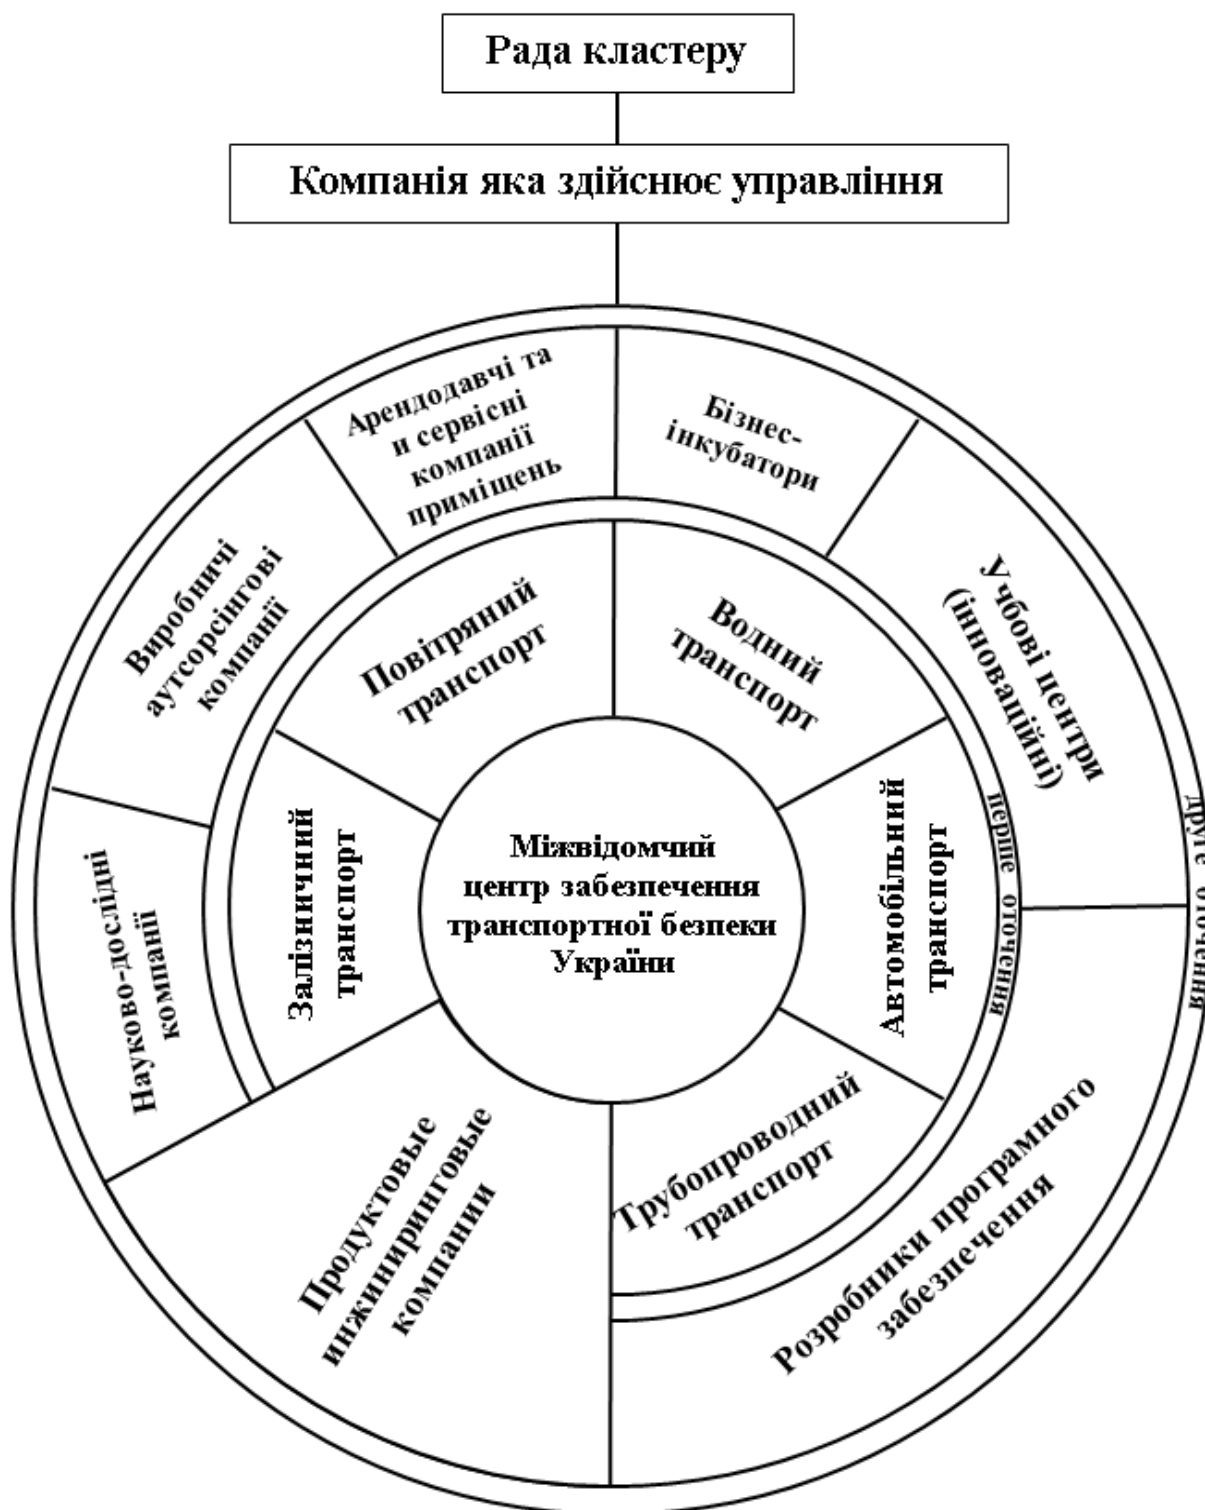 Рада кластеру
Компанія яка здійснює управління
Арендодавчі та
и сервісні
компанії
приміщень
Бізнес-
інкубатори
Виробничі
аутсорсінгові
компанії
Учбові центри
(інноваційні)
Повітряний
транспорт
Водний
транспорт
Залізничний
транспорт
Міжвідомчий
центр забезпечення
транспортної безпеки
України
Автомобільний
транспорт
перше оточення
друге оточення
Науково-дослідні
компанії
Трубопроводний
транспорт
Продуктовые
инжиниринговые
компании
Розробники програмного
забезпечення